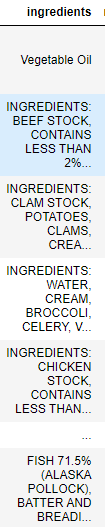 ingredients
Vegetable Oil
INGREDIENTS:
BEEF STOCK,
CONTAINS
LESS THAN
2%...
INGREDIENTS:
CLAM STOCK,
POTATOES,
CLAMS,
CREA...
INGREDIENTS:
WATER,
CREAM,
BROCCOLI,
CELERY, V...
INGREDIENTS:
CHICKEN
STOCK,
CONTAINS
LESS THAN...
...
FISH 71.5%
(ALASKA
POLLOCK),
BATTER AND
BREADI...